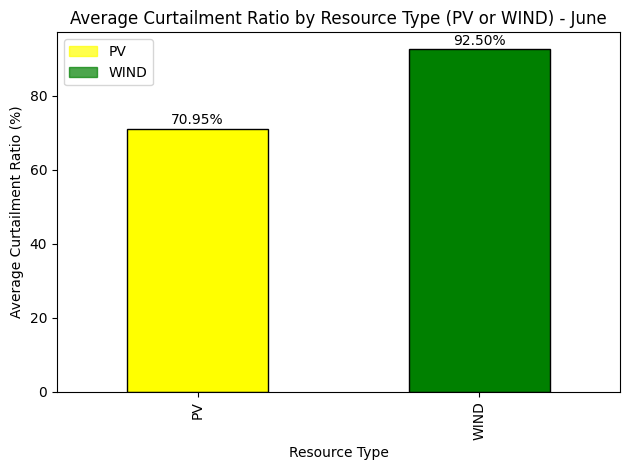 Average Curtailment Ratio by Resource Type (PV or WIND) - June
PV
WIND
92.50%
70.95%
Average Curtailment Ratio (%)
80
60
40
20
0
PV
WIND
Resource Type